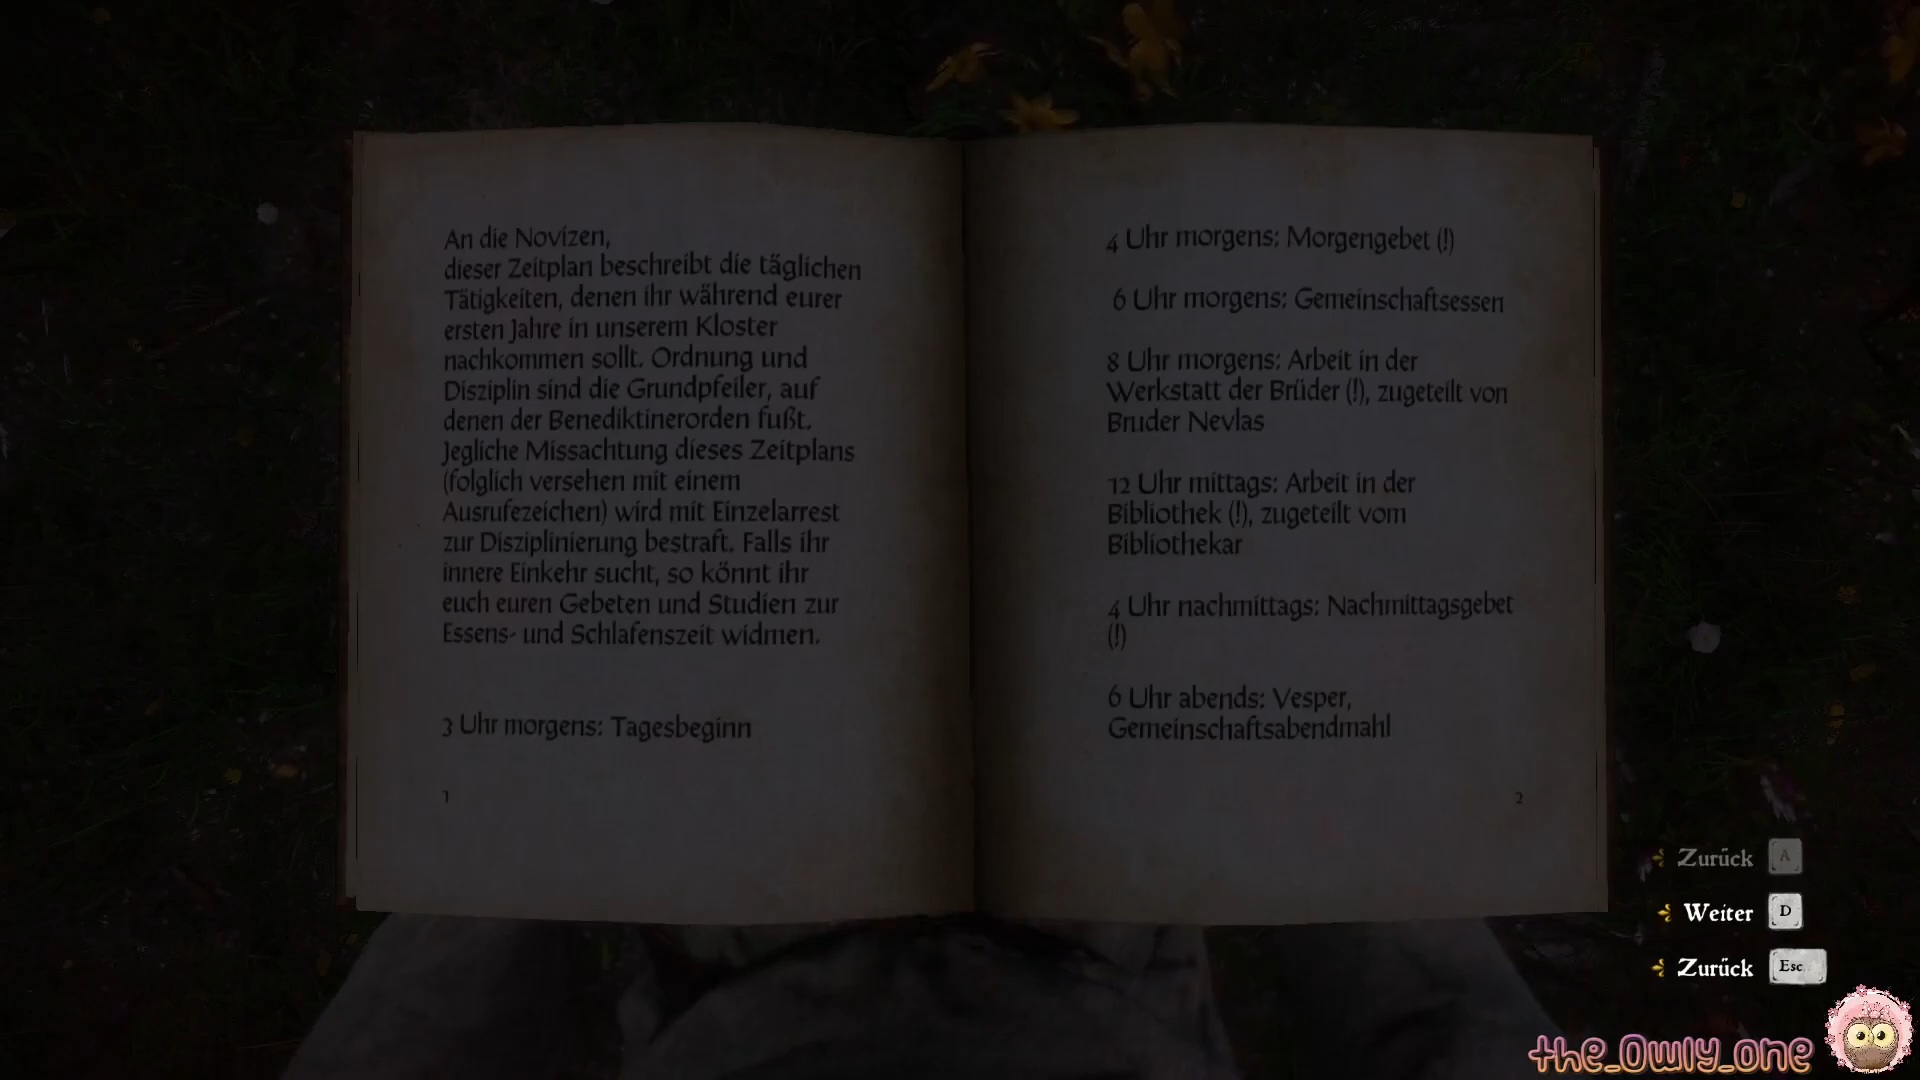 An die Novizen,
dieser Zeitplan beschreibt die täglichen
Tätigkeiten, denen ihr während eurer
ersten Jahre in unserem Kloster
nachkommen sollt. Ordnung und
Disziplin sind die Grundpfeiler, auf
denen der Benediktinerorden fußt.
Jegliche Missachtung dieses Zeitplans
(folglich versehen mit einem
Ausrufezeichen) wird mit Einzelarrest
zur Disziplinierung bestraft. Falls ihr
innere Einkehr sucht, so könnt ihr
euch euren Gebeten und Studien zur
Essens- und Schlafenszeit widmen.
3 Uhr morgens: Tagesbeginn
1
4 Uhr morgens: Morgengebet (!)
6 Uhr morgens: Gemeinschaftsessen
8 Uhr morgens: Arbeit in der
Werkstatt der Brüder (!), zugeteilt von
Bruder Nevlas
12 Uhr mittags: Arbeit in der
Bibliothek (!), zugeteilt vom
Bibliothekar
4 Uhr nachmittags: Nachmittagsgebet
(!)
6 Uhr abends: Vesper,
Gemeinschaftsabendmahl
2
Zurück A
Weiter D
Zurück Esc
the_Owly_one